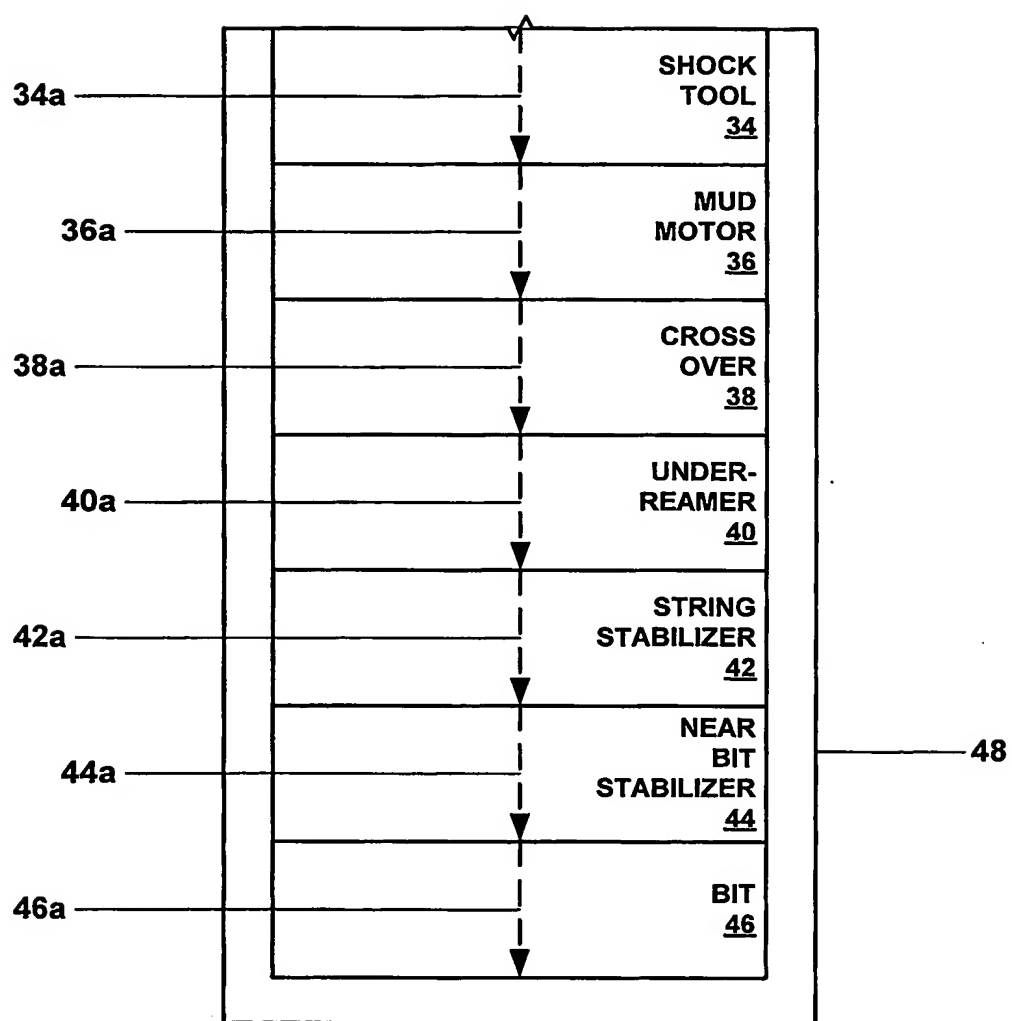 SHOCK
TOOL
34
34a
MUD
MOTOR
36
36a
CROSS
OVER
38
38a
UNDER-
REAMER
40
40a
STRING
STABILIZER
42
42a
NEAR
BIT
STABILIZER
44
44a
48
BIT
46
46a